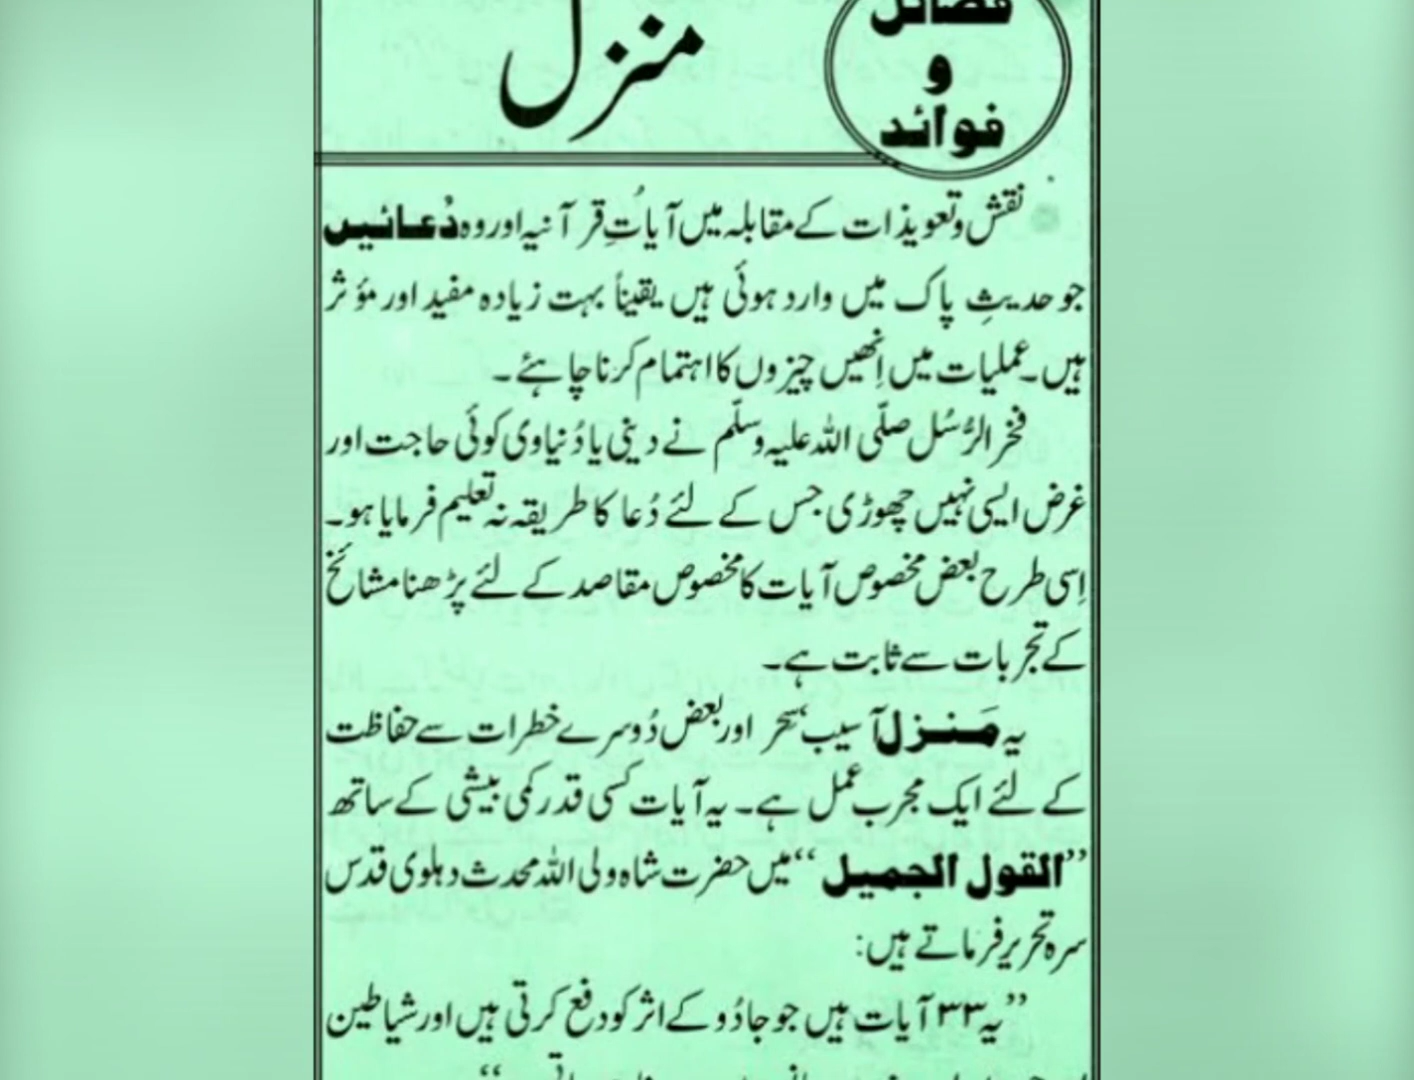 فضائل
و
فوائد
منزل
نقش و تعویذات کے مقابلہ میں آیاتِ قرآنیہ اور وہ دُعائیں
جو حدیثِ پاک میں وارد ہوئی ہیں یقیناً بہت زیادہ مفید اور مؤثر
ہیں۔ عملیات میں اِنھیں چیزوں کا اہتمام کرنا چاہئے۔
فخر الرُّسُل صلّی اللہ علیہ وسلّم نے دینی یا دُنیاوی کوئی حاجت اور
غرض ایسی نہیں چھوڑی جس کے لئے دُعا کا طریقہ نہ تعلیم فرمایا ہو۔
اِسی طرح بعض مخصوص آیات کا مخصوص مقاصد کے لئے پڑھنا مشائخ
کے تجربات سے ثابت ہے۔
یہ مَنزل آسیب، سحر اور بعض دُوسرے خطرات سے حفاظت
کے لئے ایک مجرب عمل ہے۔ یہ آیات کسی قدر کمی بیشی کے ساتھ
”القول الجمیل“ میں حضرت شاہ ولی اللہ محدث دہلوی قدس
سرہ تحریر فرماتے ہیں:
”یہ ۳۳ آیات ہیں جو جادُو کے اثر کو دفع کرتی ہیں اور شیاطین